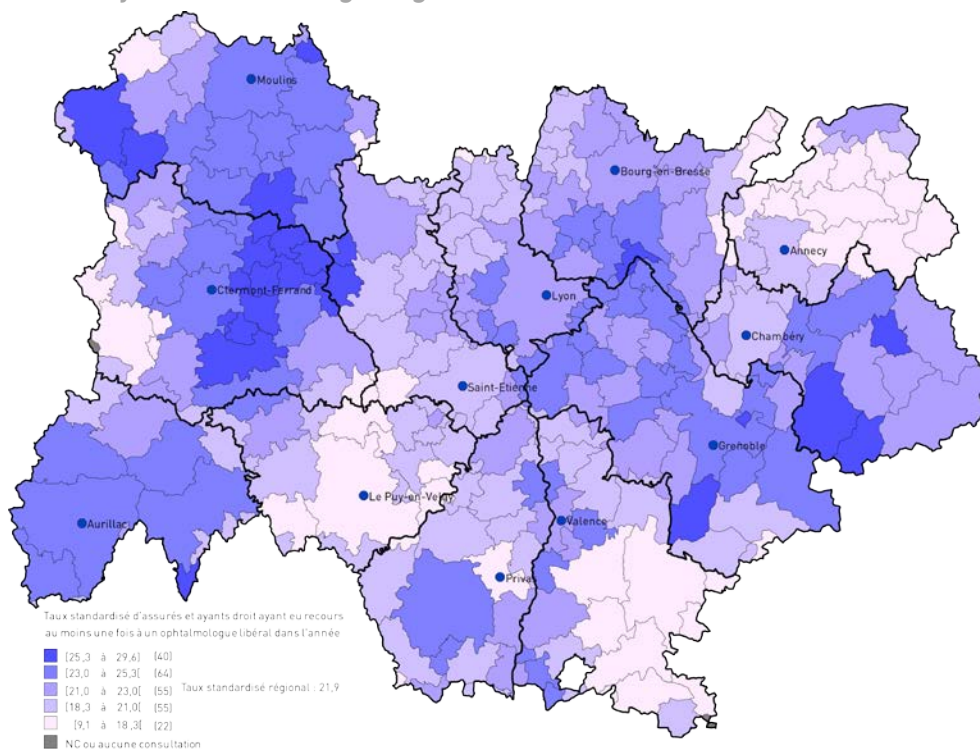 Moulins
Bourg-en-Bresse
Annecy
Clermont-Ferrand
Lyon
Chambéry
Saint-Etienne
Grenoble
Le Puy-en-Velay
Aurillac
Valence
Privas
Taux standardisé d'assurés et ayants droit ayant eu recours
au moins une fois à un ophtalmologue libéral dans l'année
[25,3 à 29,6] (40)
[23,0 à 25,3[ (64)
[21,0 à 23,0[ (55) Taux standardisé régional : 21,9
[18,3 à 21,0[ (55)
[9,1 à 18,3[ (22)
NC ou aucune consultation